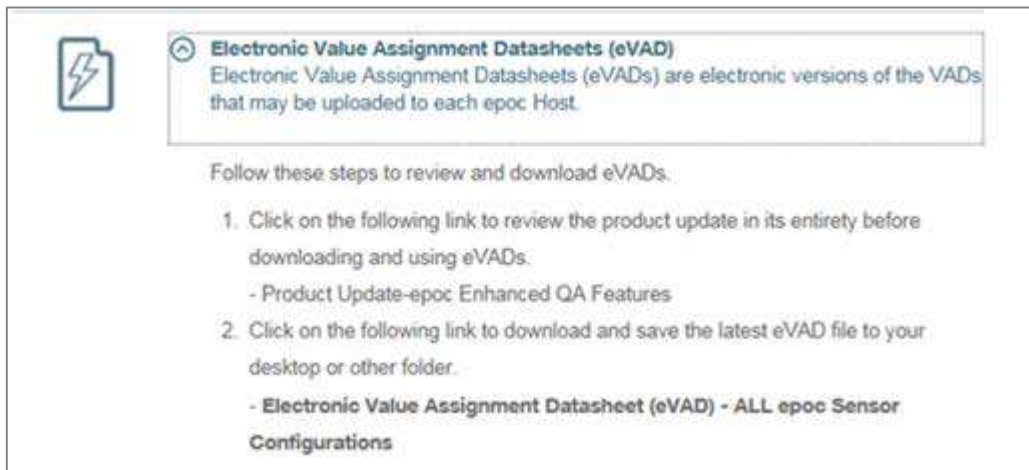 Electronic Value Assignment Datasheets (eVAD)
Electronic Value Assignment Datasheets (eVADs) are electronic versions of the VADs
that may be uploaded to each epoc Host.
Follow these steps to review and download eVADs.
1. Click on the following link to review the product update in its entirety before
downloading and using eVADs.
- Product Update-epoc Enhanced QA Features
2. Click on the following link to download and save the latest eVAD file to your
desktop or other folder.
- Electronic Value Assignment Datasheet (eVAD) - ALL epoc Sensor
Configurations